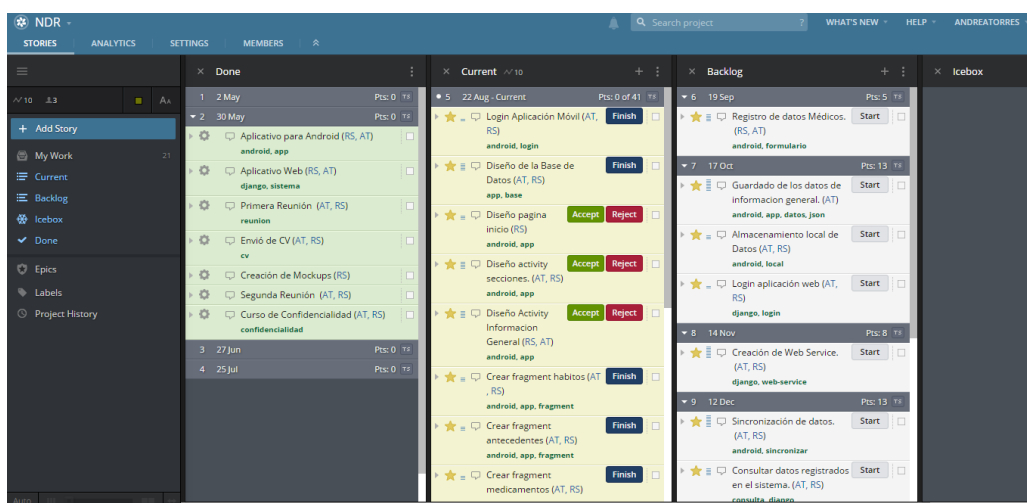 NDR
Search project
?
WHAT'S NEW
HELP
ANDREATORRES
STORIES
ANALYTICS
SETTINGS
MEMBERS
10
3
AA
+ Add Story
My Work 21
Current
Backlog
Icebox
Done
Epics
Labels
Project History
Auto
× Done
1 2 May Pts: 0 TS
2 30 May Pts: 0 TS
Aplicativo para Android (RS, AT)
android, app
Aplicativo Web (RS, AT)
django, sistema
Primera Reunión (AT, RS)
reunion
Envió de CV (AT, RS)
cv
Creación de Mockups (RS)
Segunda Reunión (AT, RS)
Curso de Confidencialidad (AT, RS)
confidencialidad
3 27 Jun Pts: 0 TS
4 25 Jul Pts: 0 TS
× Current 10 +
5 22 Aug - Current Pts: 0 of 41 TS
Login Aplicación Móvil (AT, Finish
RS)
android, login
Diseño de la Base de Finish
Datos (AT, RS)
app, base
Diseño pagina Accept Reject
inicio (RS)
android, app
Diseño activity Accept Reject
secciones. (AT, RS)
android, app
Diseño Activity Accept Reject
Informacion
General (RS, AT)
android, app
Crear fragment habitos (AT Finish
, RS)
android, app, fragment
Crear fragment Finish
antecedentes (AT, RS)
android, app, fragment
Crear fragment Finish
medicamentos (AT, RS)
× Backlog +
6 19 Sep Pts: 5 TS
Registro de datos Médicos. Start
(RS, AT)
android, formulario
7 17 Oct Pts: 13 TS
Guardado de los datos de Start
informacion general. (AT)
android, app, datos, json
Almacenamiento local de Start
Datos (AT, RS)
android, local
Login aplicación web (AT, Start
RS)
django, login
8 14 Nov Pts: 8 TS
Creación de Web Service. Start
(AT, RS)
django, web-service
9 12 Dec Pts: 13 TS
Sincronización de datos. Start
(AT, RS)
android, sincronizar
Consultar datos registrados Start
en el sistema. (AT, RS)
consulta, django
× Icebox